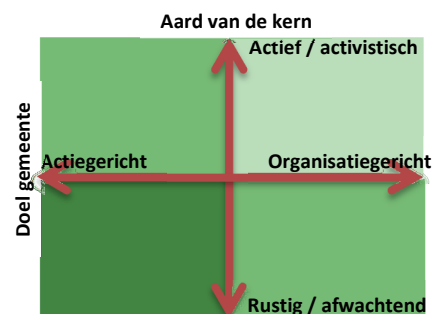 Aard van de kern
Actief / activistisch
Doel gemeente
Actiegericht
Organisatiegericht
Rustig / afwachtend